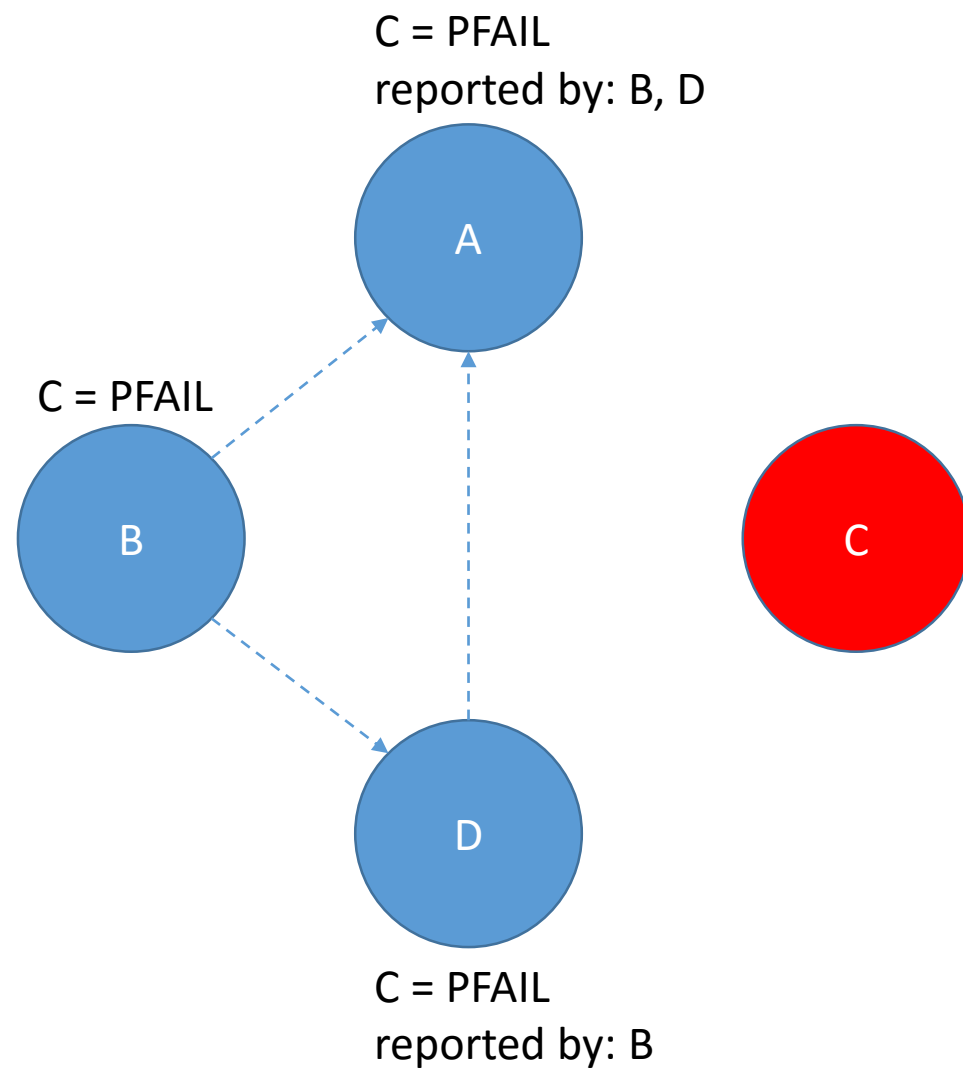 C = PFAIL
reported by: B, D
A
C = PFAIL
B
C
D
C = PFAIL
reported by: B